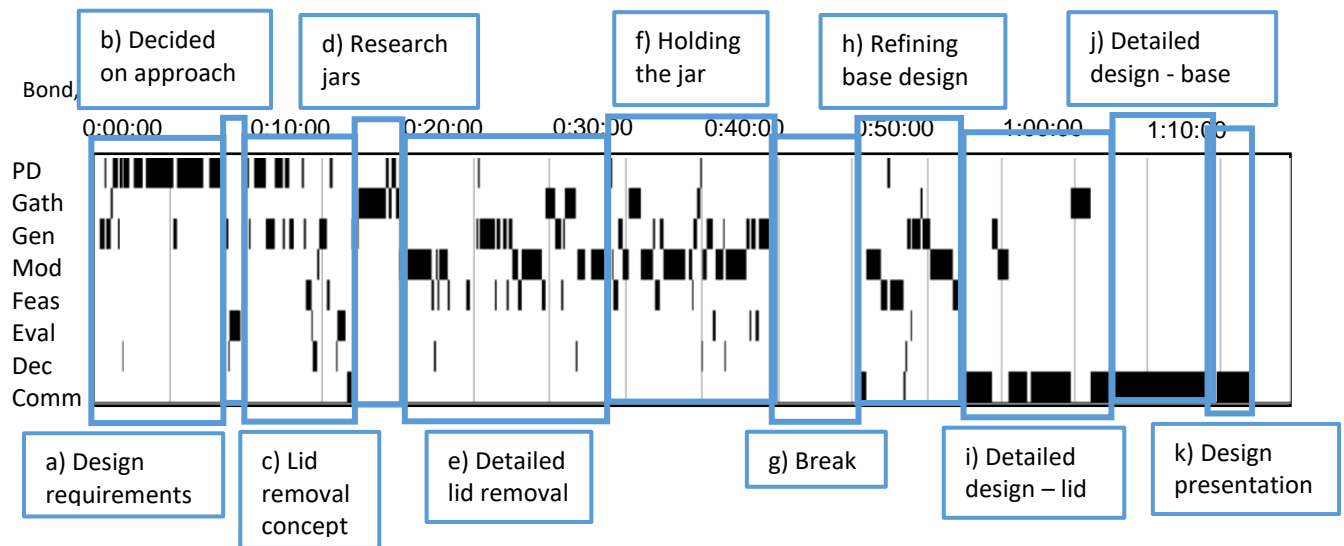 b) Decided
on approach
d) Research
jars
f) Holding
the jar
h) Refining
base design
j) Detailed
design - base
Bond,
0:00:00 0:10:00 0:20:00 0:30:00 0:40:00 0:50:00 1:00:00 1:10:00
PD
Gath
Gen
Mod
Feas
Eval
Dec
Comm
a) Design
requirements
c) Lid
removal
concept
e) Detailed
lid removal
g) Break
i) Detailed
design – lid
k) Design
presentation